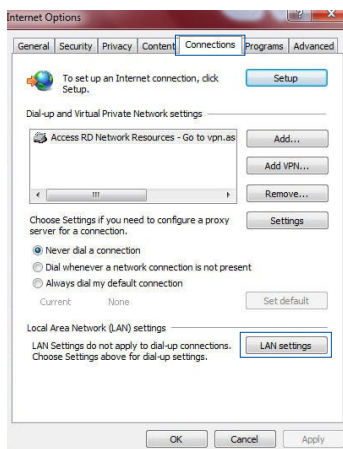 Internet Options
General Security Privacy Content Connections Programs Advanced
To set up an Internet connection, click Setup.
Setup
Dial-up and Virtual Private Network settings
Access RD Network Resources - Go to vpn.as
Add...
Add VPN...
Remove...
Choose Settings if you need to configure a proxy
server for a connection.
Settings
Never dial a connection
Dial whenever a network connection is not present
Always dial my default connection
Current None
Set default
Local Area Network (LAN) settings
LAN Settings do not apply to dial-up connections.
Choose Settings above for dial-up settings.
LAN settings
OK Cancel Apply